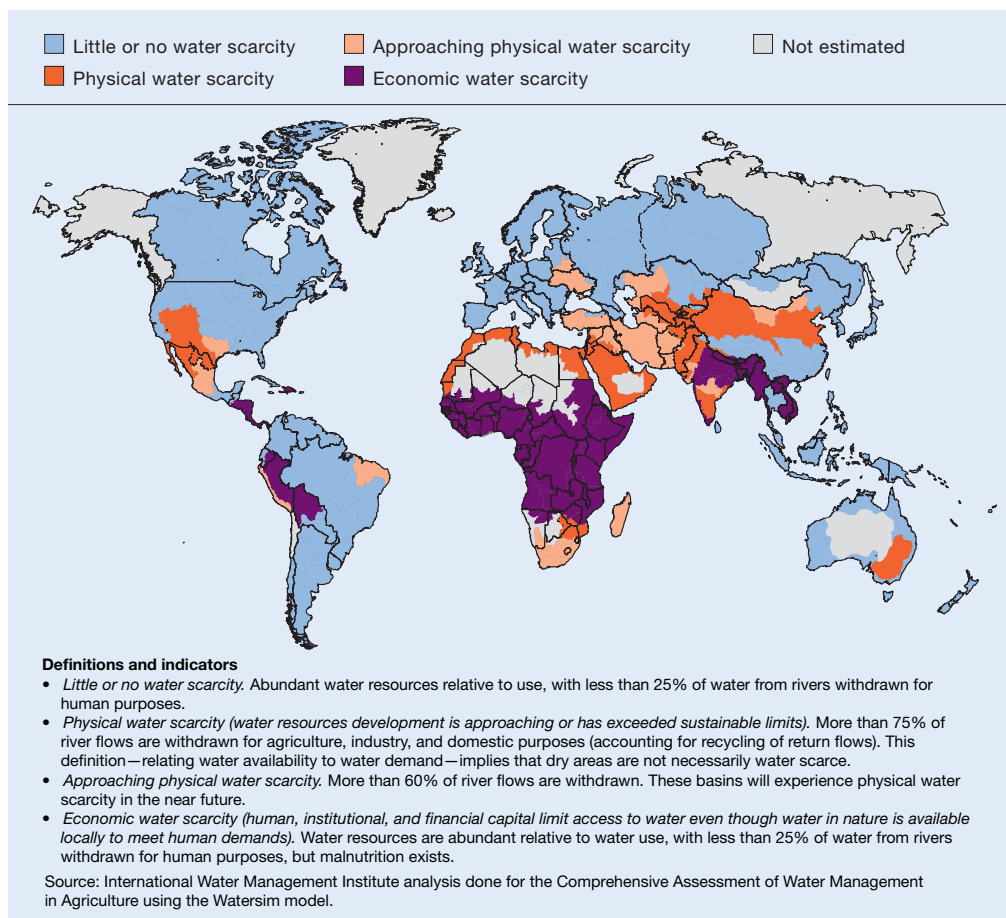 Little or no water scarcity
Approaching physical water scarcity
Not estimated
Physical water scarcity
Economic water scarcity
Definitions and indicators
• Little or no water scarcity. Abundant water resources relative to use, with less than 25% of water from rivers withdrawn for
human purposes.
• Physical water scarcity (water resources development is approaching or has exceeded sustainable limits). More than 75% of
river flows are withdrawn for agriculture, industry, and domestic purposes (accounting for recycling of return flows). This
definition—relating water availability to water demand—implies that dry areas are not necessarily water scarce.
• Approaching physical water scarcity. More than 60% of river flows are withdrawn. These basins will experience physical water
scarcity in the near future.
• Economic water scarcity (human, institutional, and financial capital limit access to water even though water in nature is available
locally to meet human demands). Water resources are abundant relative to water use, with less than 25% of water from rivers
withdrawn for human purposes, but malnutrition exists.
Source: International Water Management Institute analysis done for the Comprehensive Assessment of Water Management
in Agriculture using the Watersim model.